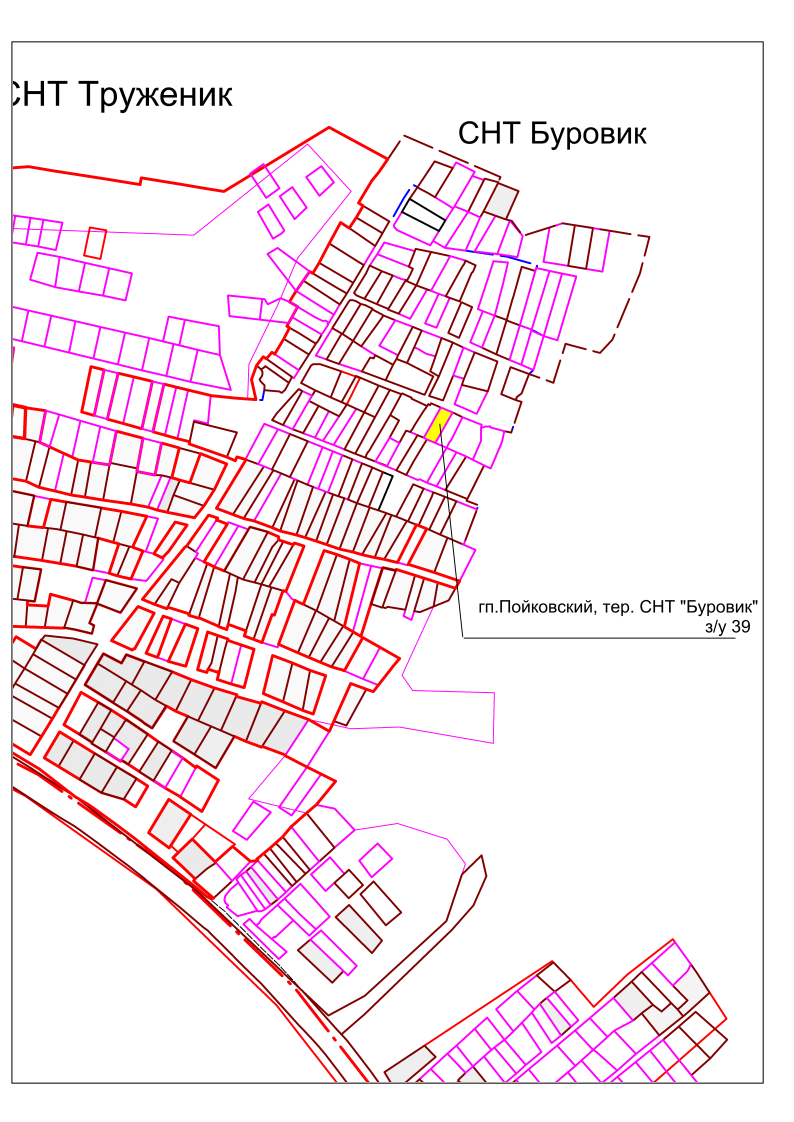 СНТ Труженик
СНТ Буровик
гп.Пойковский, тер. СНТ "Буровик"
з/у 39